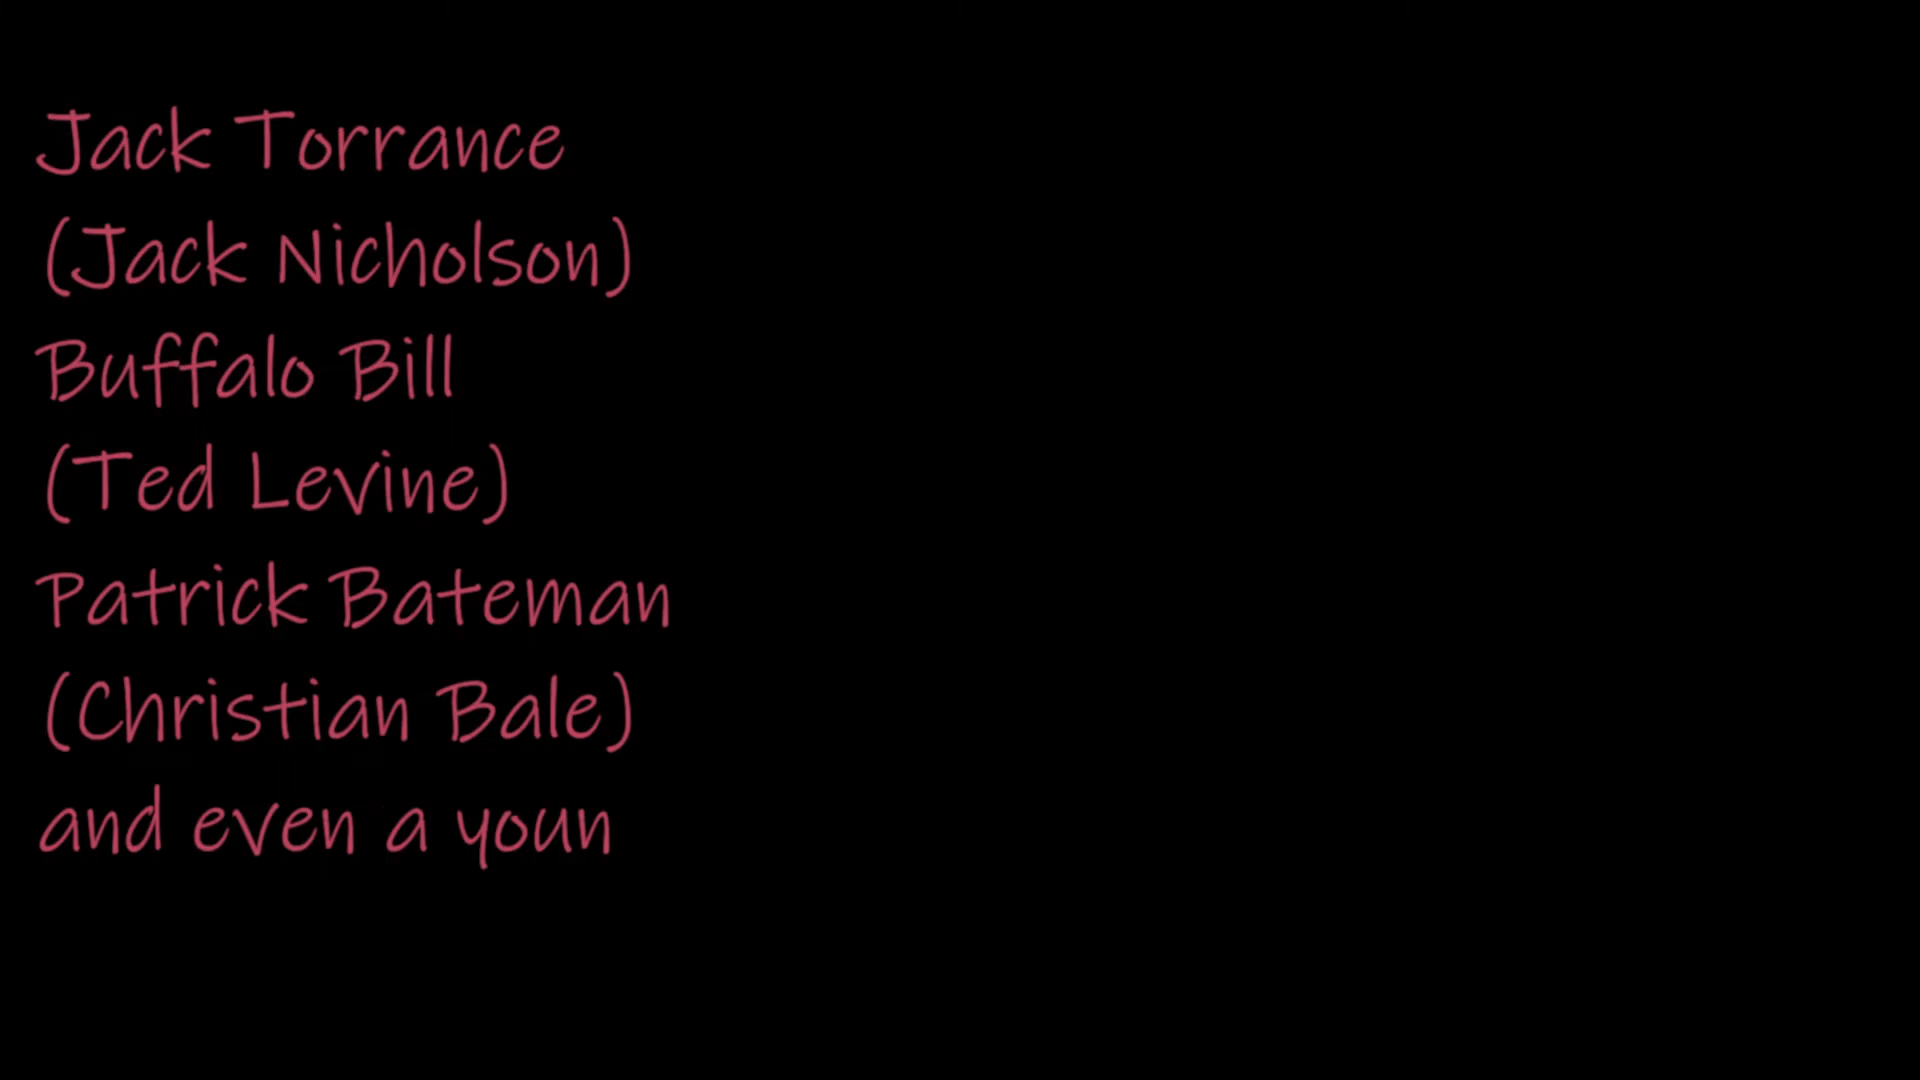 Jack Torrance
(Jack Nicholson)
Buffalo Bill
(Ted Levine)
Patrick Bateman
(Christian Bale)
and even a youn